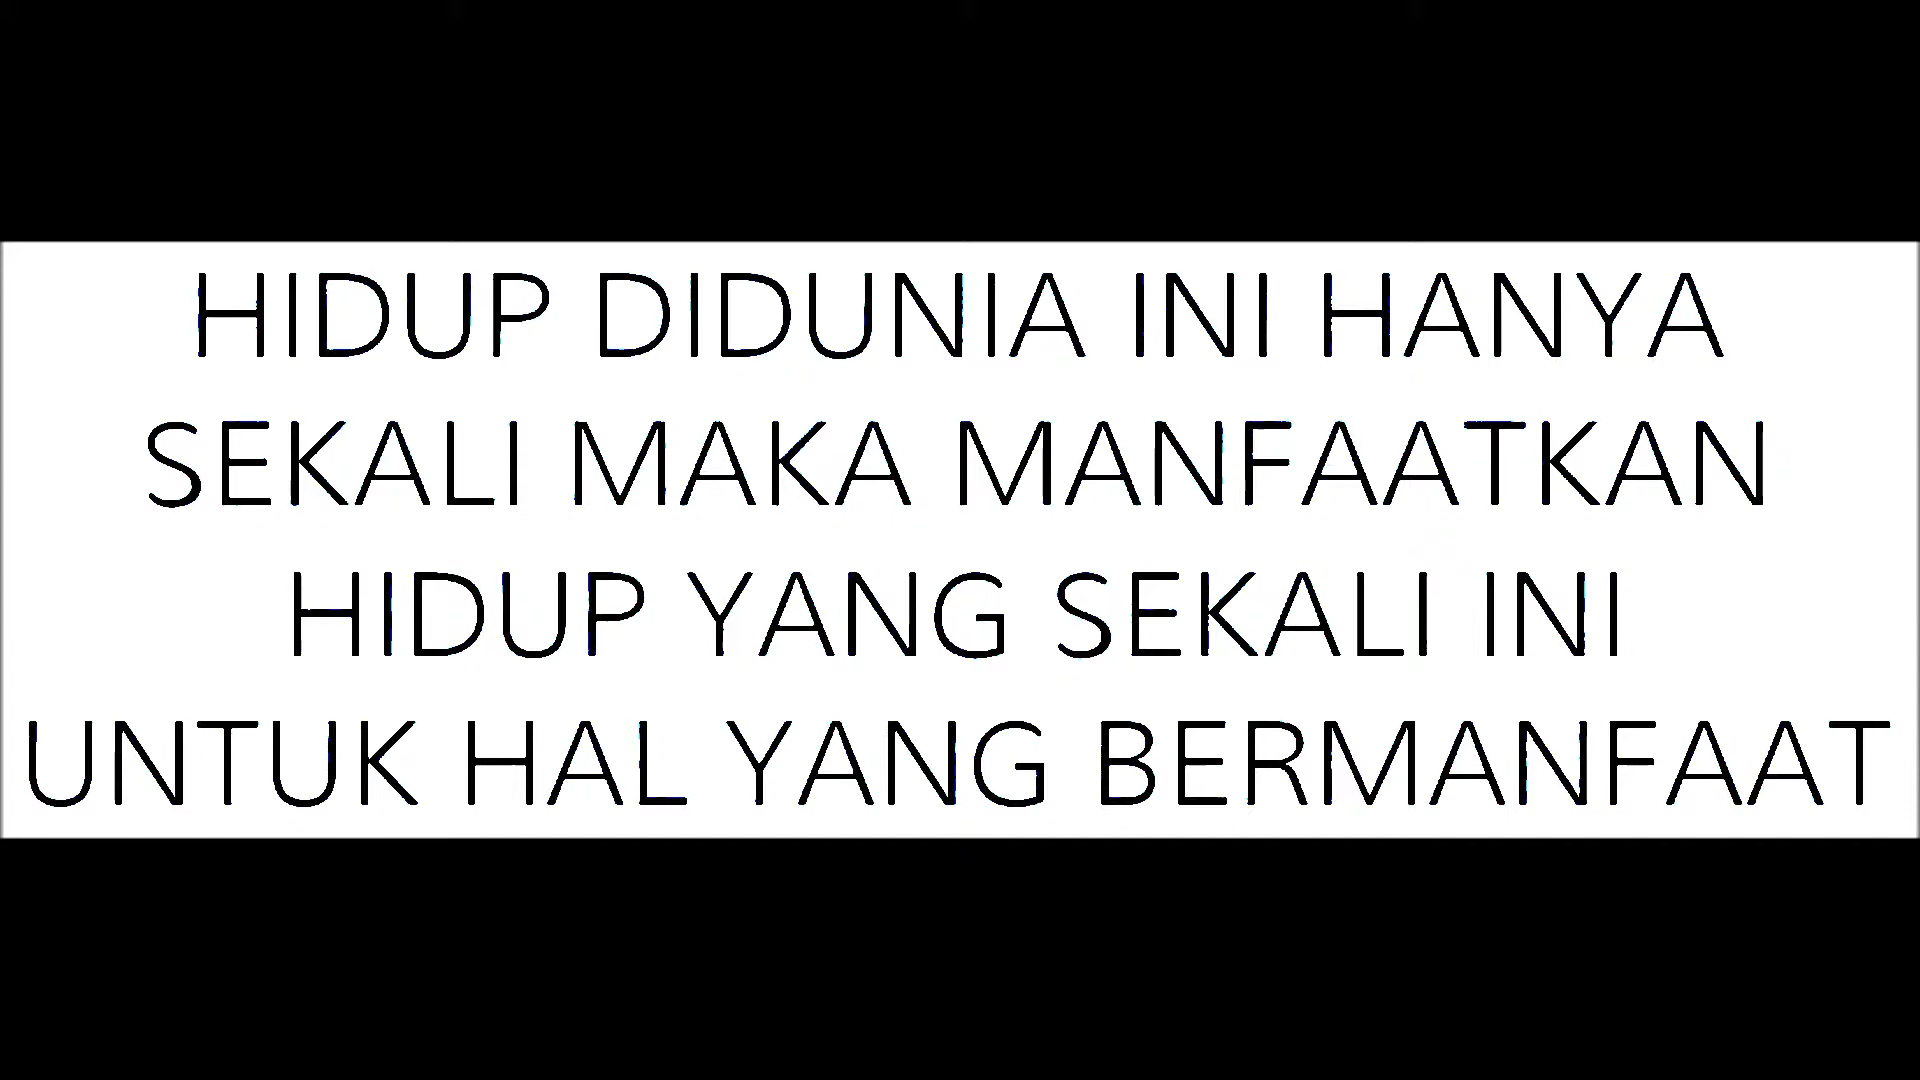 HIDUP DIDUNIA INI HANYA
SEKALI MAKA MANFAATKAN
HIDUP YANG SEKALI INI
UNTUK HAL YANG BERMANFAAT